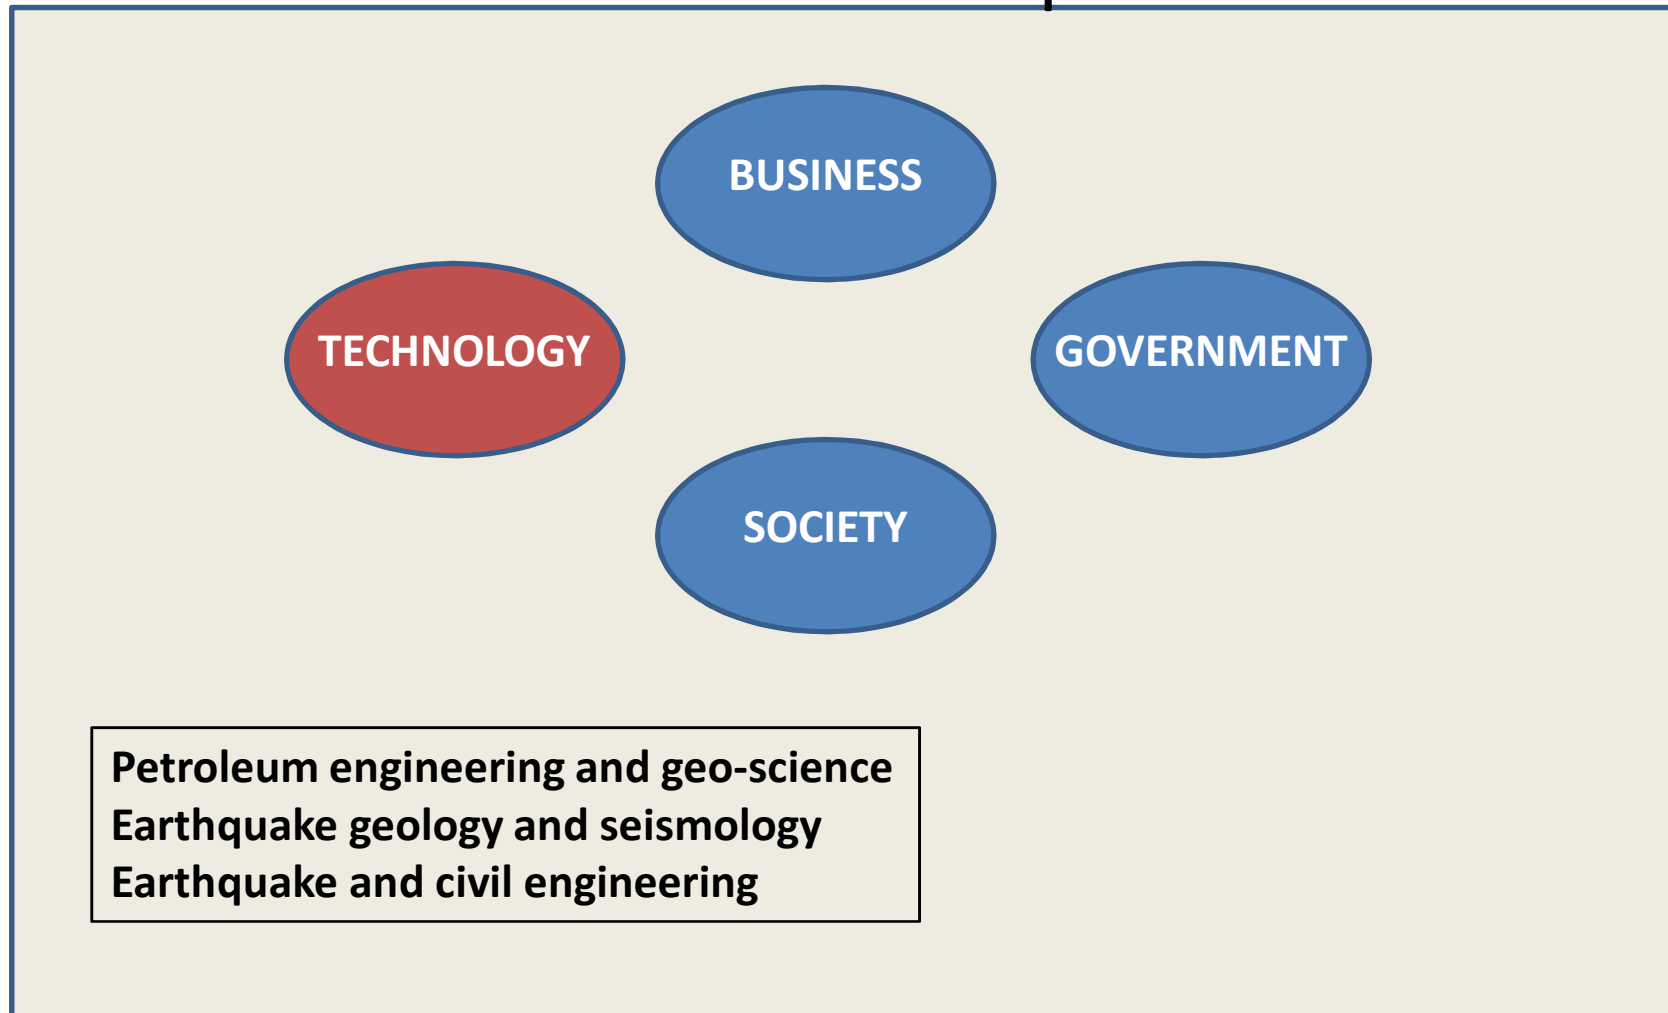 BUSINESS
TECHNOLOGY
GOVERNMENT
SOCIETY
Petroleum engineering and geo-science
Earthquake geology and seismology
Earthquake and civil engineering